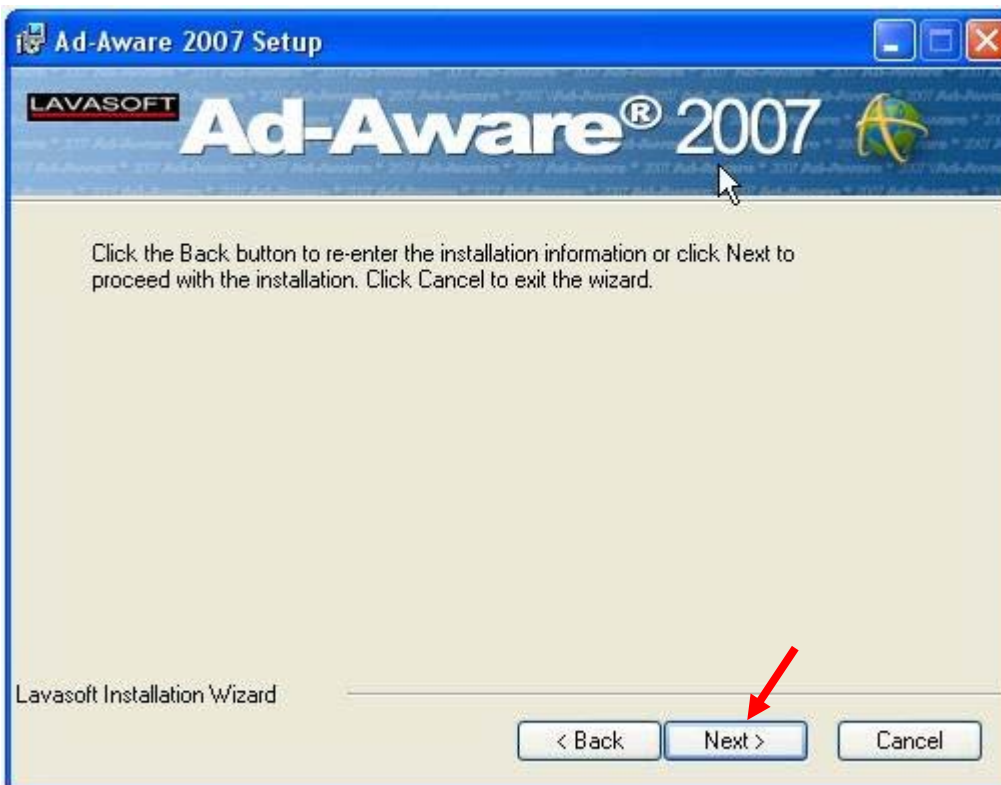 Ad-Aware 2007 Setup
LAVASOFT
Ad-Aware® 2007
Click the Back button to re-enter the installation information or click Next to
proceed with the installation. Click Cancel to exit the wizard.
Lavasoft Installation Wizard
< Back Next > Cancel